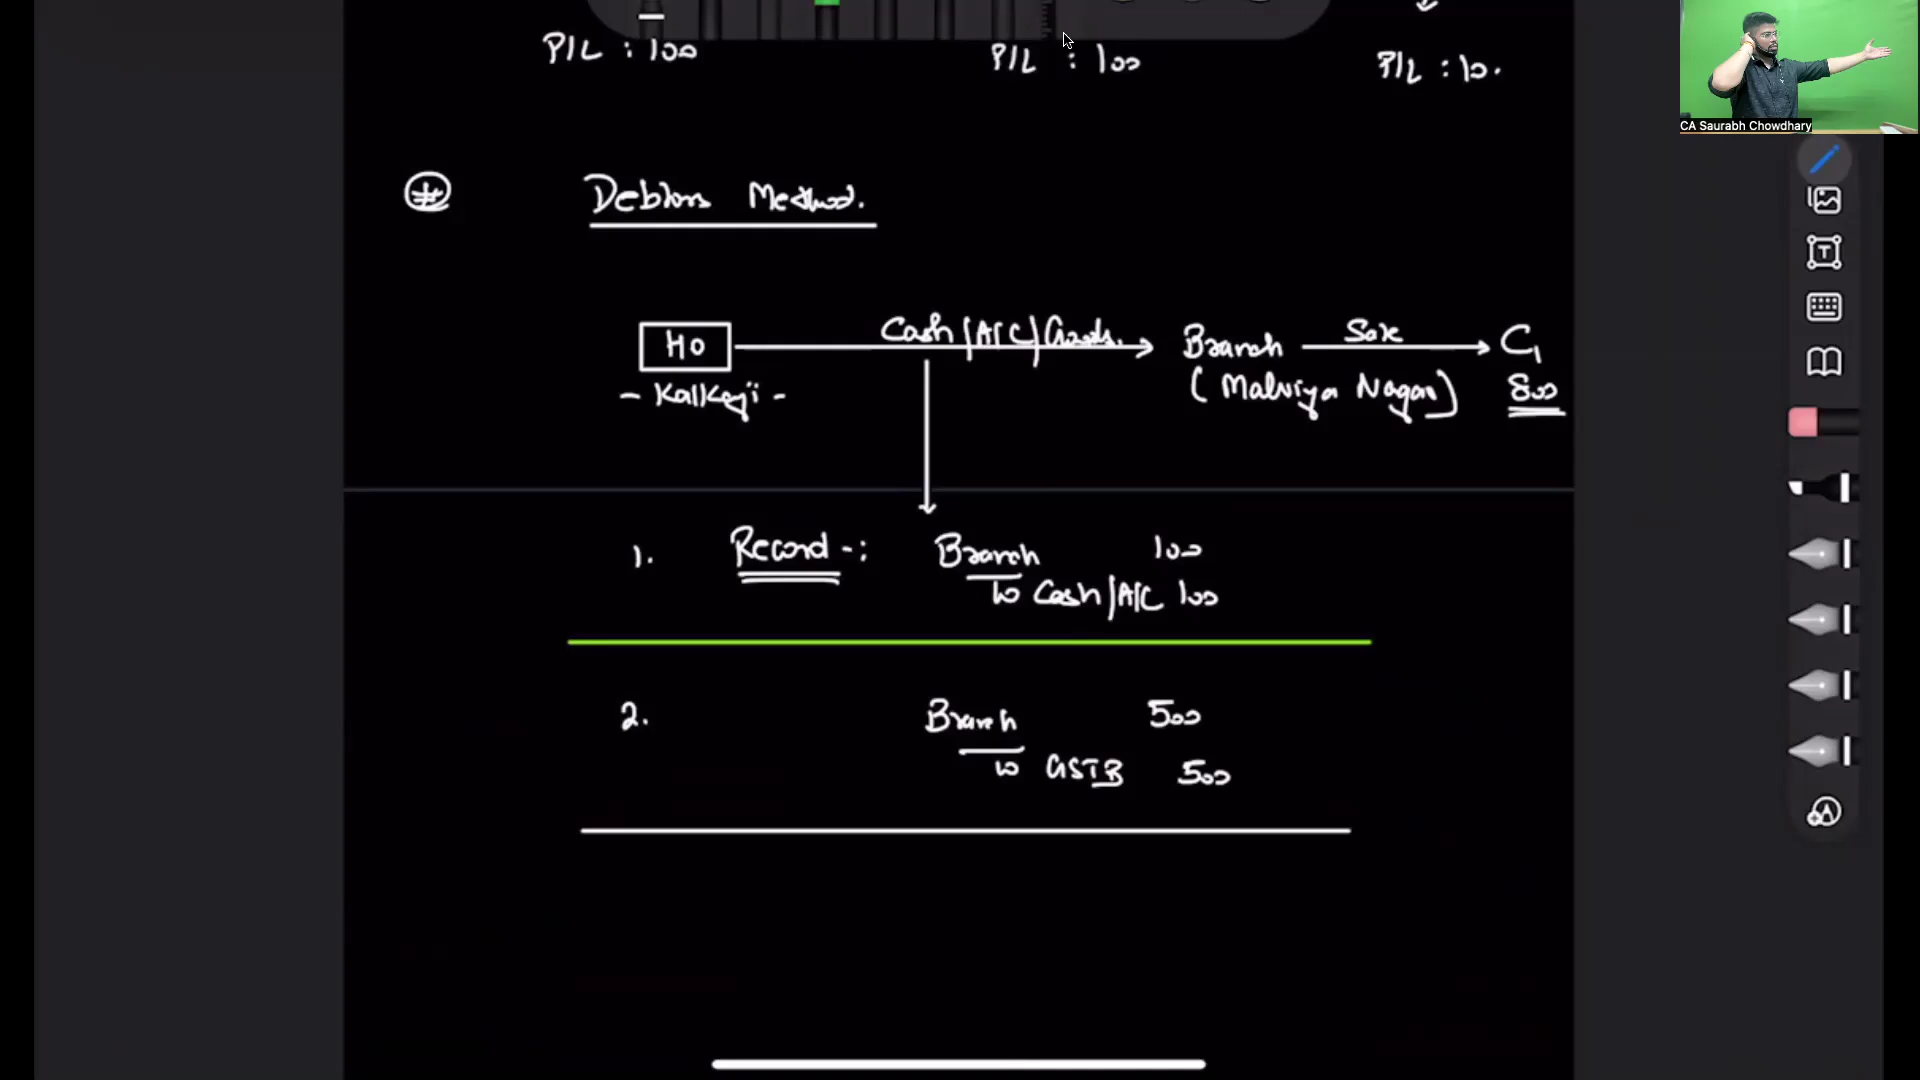 P/L : 100 P/L : 100 P/L : 10.
CA Saurabh Chowdhary
# Debtors Method.
HO Cash/A/C/Goods. Branch Sale C1
- Kalkaji - (Malviya Nagar) 800
1. Record -: Branch 100
to Cash/A/C 100
2. Branch 500
to GSTB 500